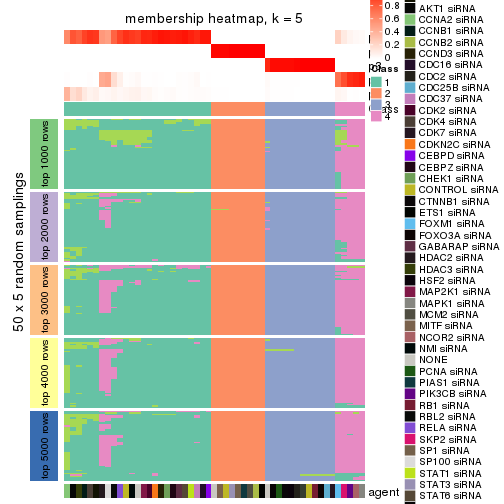 membership heatmap, k = 5
50 x 5 random samplings
top 1000 rows
top 2000 rows
top 3000 rows
top 4000 rows
top 5000 rows
0.8
0.6
0.4
0.2
0
Class
1
2
3
4
agent
AKT1 siRNA
CCNA2 siRNA
CCNB1 siRNA
CCNB2 siRNA
CCND3 siRNA
CDC16 siRNA
CDC2 siRNA
CDC25B siRNA
CDC37 siRNA
CDK2 siRNA
CDK4 siRNA
CDK7 siRNA
CDKN2C siRNA
CEBPD siRNA
CEBPZ siRNA
CHEK1 siRNA
CONTROL siRNA
CTNNB1 siRNA
ETS1 siRNA
FOXM1 siRNA
FOXO3A siRNA
GABARAP siRNA
HDAC2 siRNA
HDAC3 siRNA
HSF2 siRNA
MAP2K1 siRNA
MAPK1 siRNA
MCM2 siRNA
MITF siRNA
NCOR2 siRNA
NMI siRNA
NONE
PCNA siRNA
PIAS1 siRNA
PIK3CB siRNA
RB1 siRNA
RBL2 siRNA
RELA siRNA
SKP2 siRNA
SP1 siRNA
SP100 siRNA
STAT1 siRNA
STAT3 siRNA
STAT6 siRNA